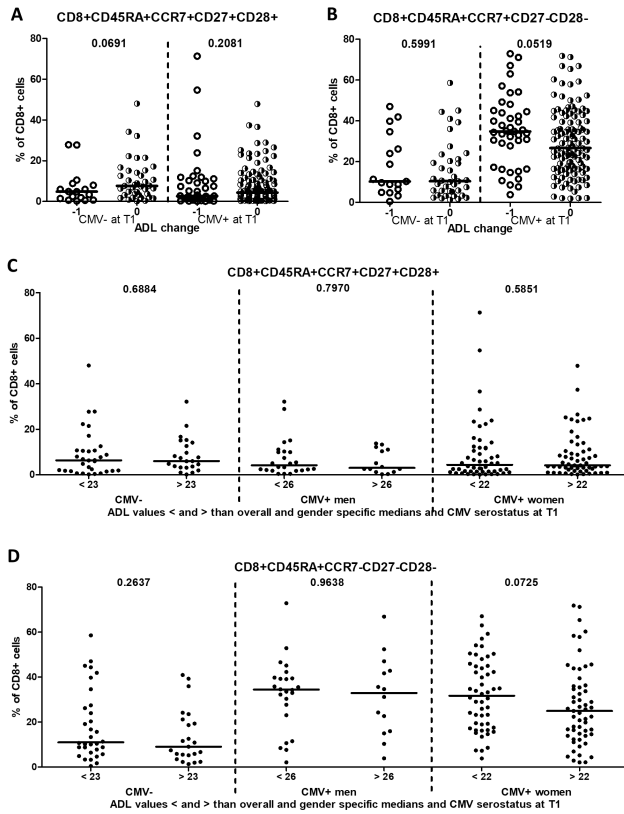 A
CD8+CD45RA+CCR7+CD27+CD28+
0.0691 0.2081
% of CD8+ cells
80
60
40
20
0
-1 0 -1 0
CMV- at T1 CMV+ at T1
ADL change
B
CD8+CD45RA+CCR7+CD27-CD28-
0.5991 0.0519
% of CD8+ cells
80
60
40
20
0
-1 0 -1 0
CMV- at T1 CMV+ at T1
ADL change
C
CD8+CD45RA+CCR7+CD27+CD28+
0.6884 0.7970 0.5851
% of CD8+ cells
80
60
40
20
0
< 23 > 23 < 26 > 26 < 22 > 22
CMV- CMV+ men CMV+ women
ADL values < and > than overall and gender specific medians and CMV serostatus at T1
D
CD8+CD45RA+CCR7-CD27-CD28-
0.2637 0.9638 0.0725
% of CD8+ cells
80
60
40
20
0
< 23 > 23 < 26 > 26 < 22 > 22
CMV- CMV+ men CMV+ women
ADL values < and > than overall and gender specific medians and CMV serostatus at T1